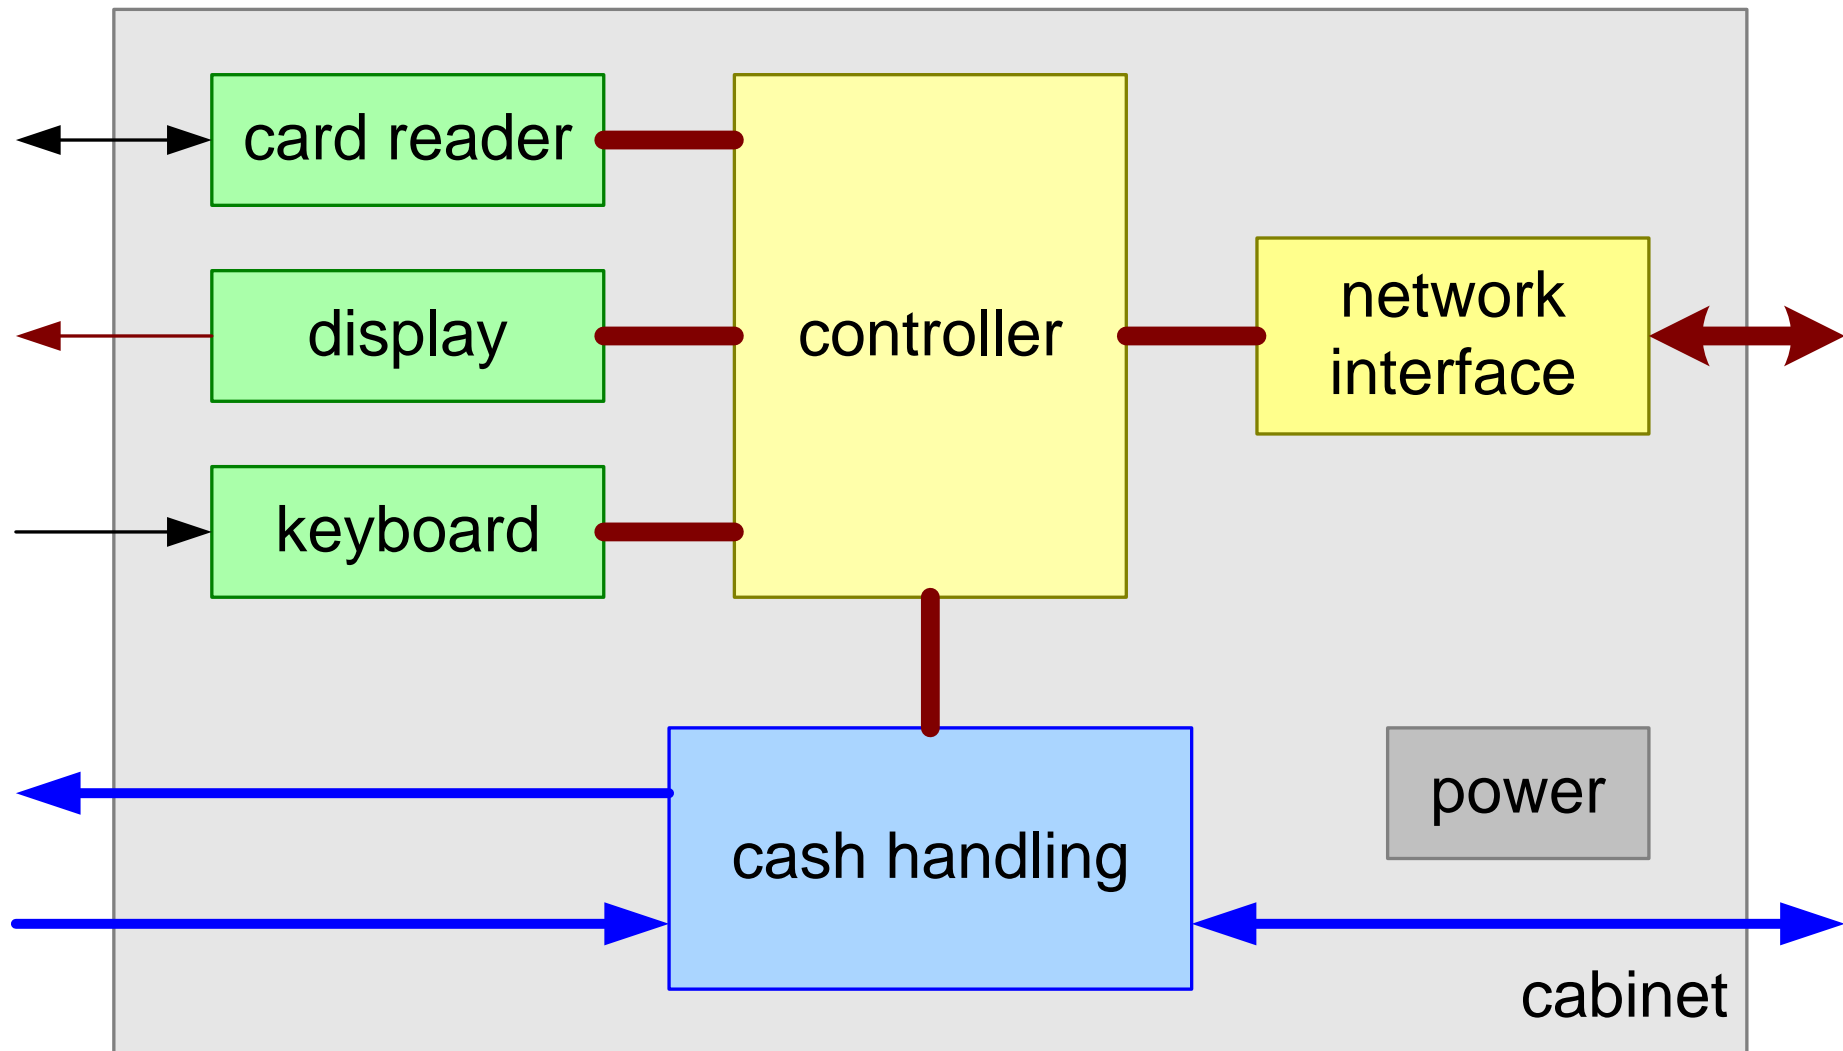 card reader
display
controller
network
interface
keyboard
power
cash handling
cabinet